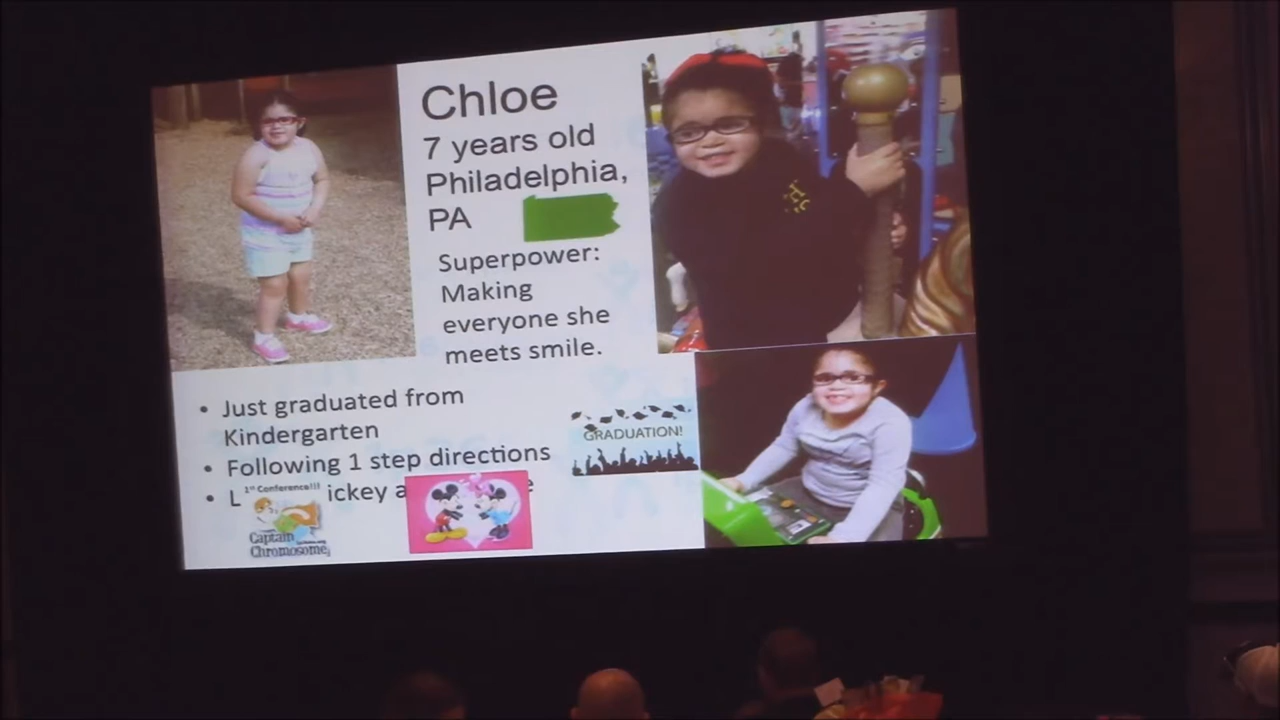 Chloe
7 years old
Philadelphia,
PA
Superpower:
Making
everyone she
meets smile.
• Just graduated from
Kindergarten
• Following 1 step directions
• L ickey a e
GRADUATION!
1st Conference!!!
Captain
Chromosome